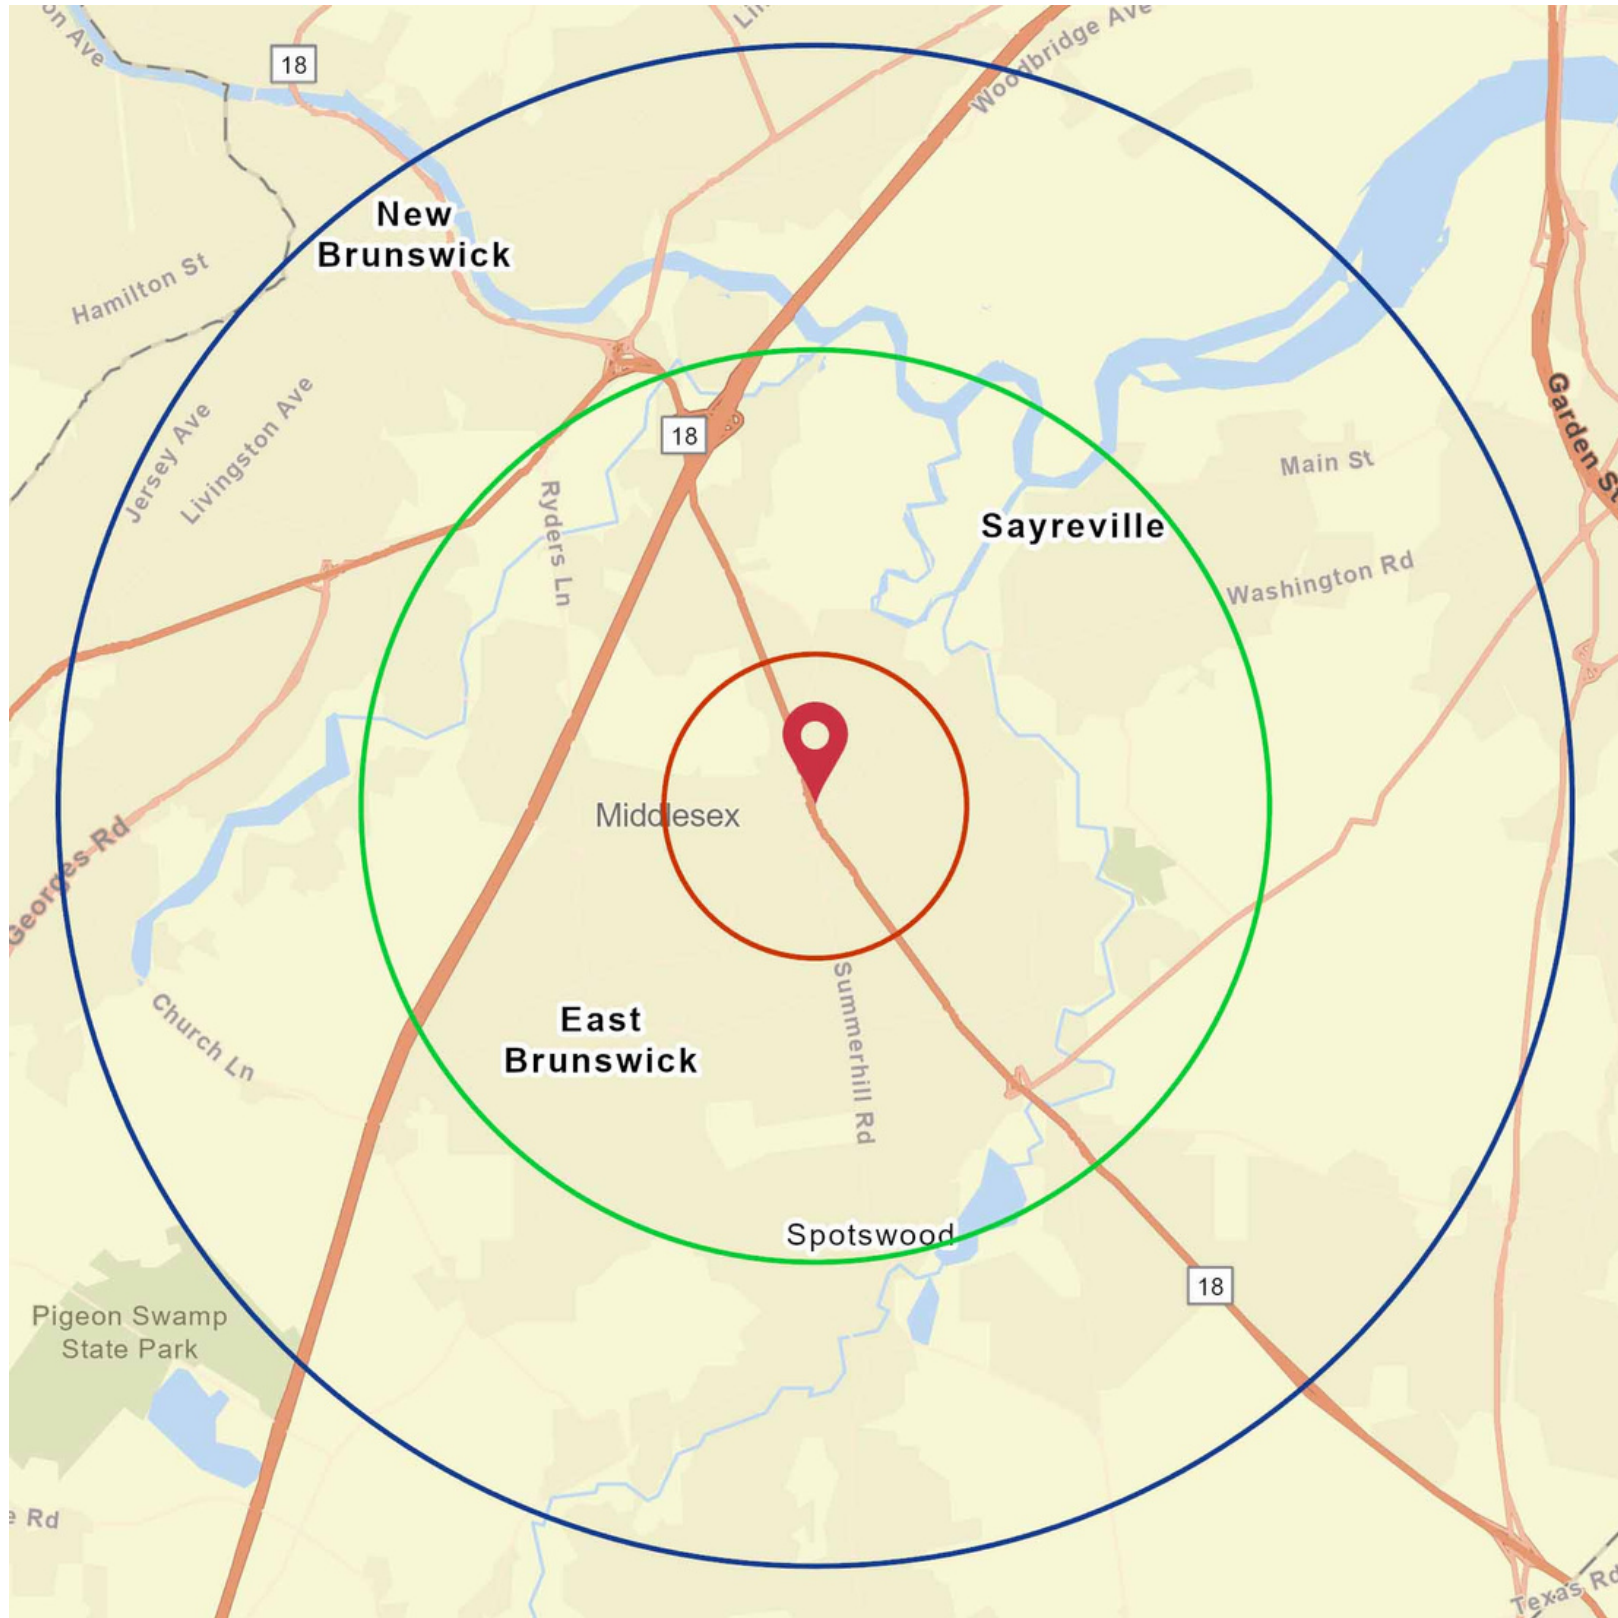 on Ave
18
Woodbridge Ave
New
Brunswick
Hamilton St
Jersey Ave
Livingston Ave
18
Ryders Ln
Garden St
Main St
Sayreville
Washington Rd
Middlesex
Georges Rd
Church Ln
East
Brunswick
Summerhill Rd
Spotswood
18
Pigeon Swamp
State Park
e Rd
Texas Rd